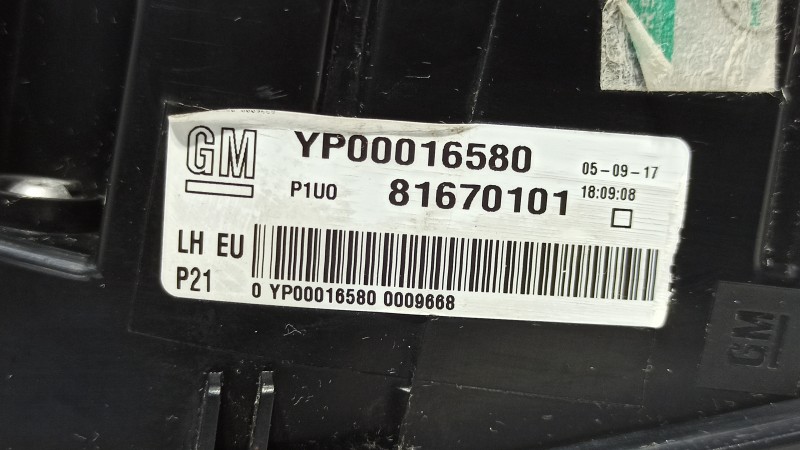 GM
YP00016580
05-09-17
P1U0
81670101
18:09:08
LH EU
P21
0 YP00016580 0009668
GM